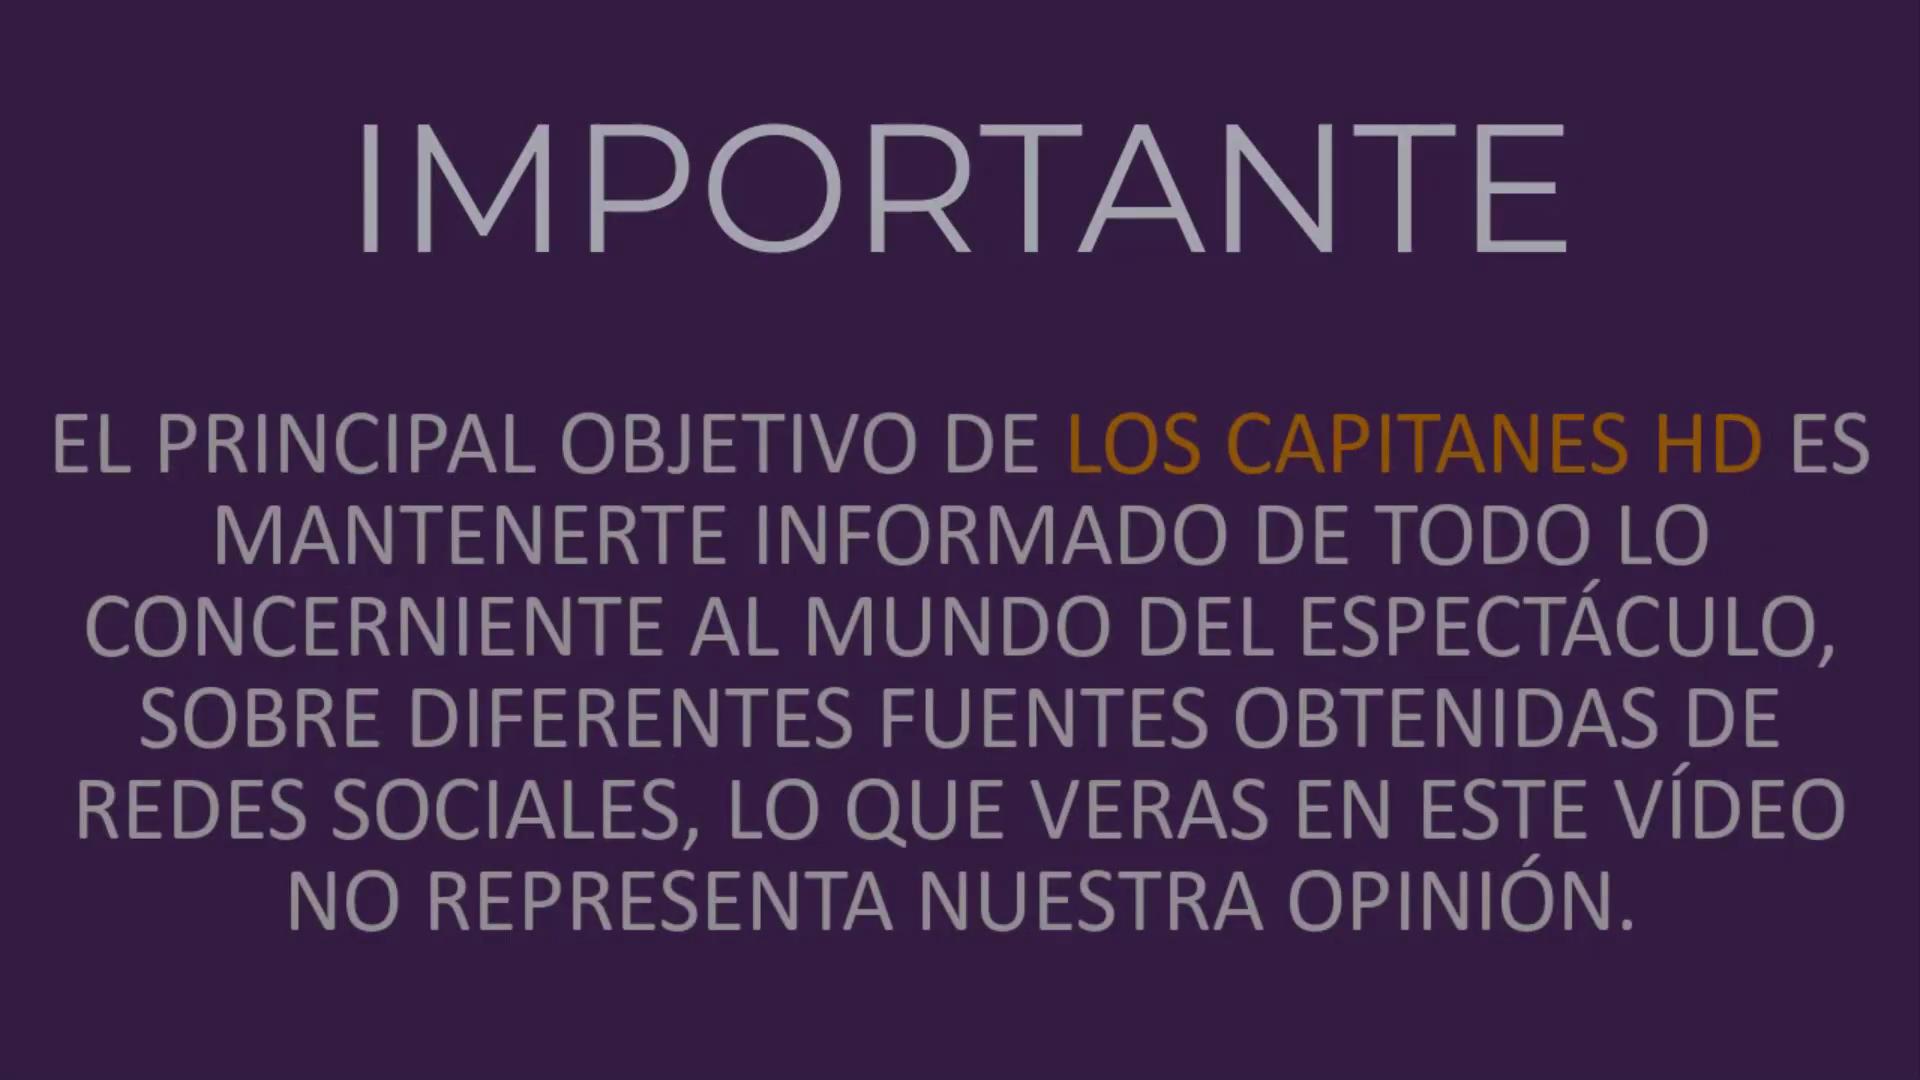 IMPORTANTE
EL PRINCIPAL OBJETIVO DE LOS CAPITANES HD ES
MANTENERTE INFORMADO DE TODO LO
CONCERNIENTE AL MUNDO DEL ESPECTÁCULO,
SOBRE DIFERENTES FUENTES OBTENIDAS DE
REDES SOCIALES, LO QUE VERAS EN ESTE VÍDEO
NO REPRESENTA NUESTRA OPINIÓN.